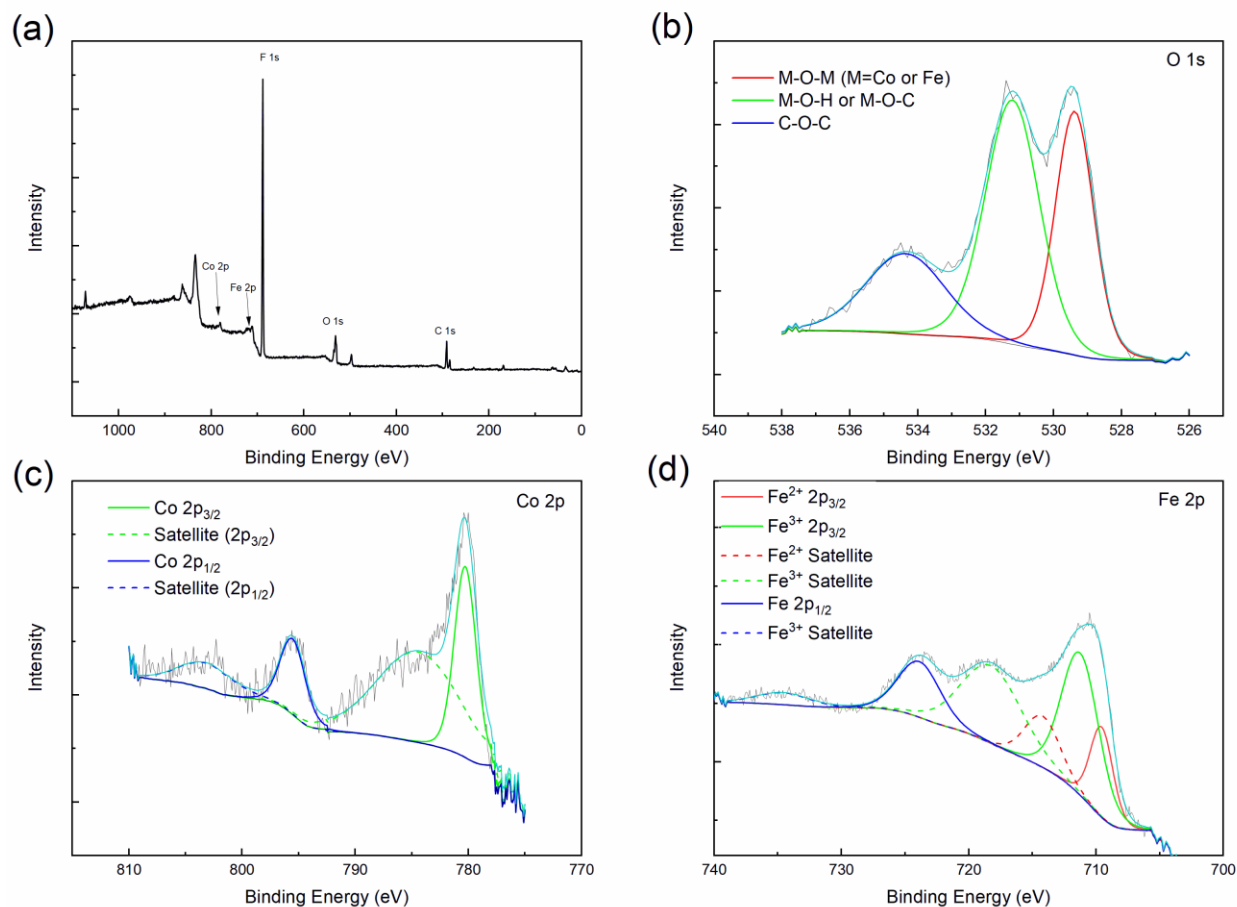 (a)
F 1s
Co 2p
Fe 2p
O 1s
C 1s
Intensity
1000 800 600 400 200 0
Binding Energy (eV)
(b)
O 1s
M-O-M (M=Co or Fe)
M-O-H or M-O-C
C-O-C
Intensity
540 538 536 534 532 530 528 526
Binding Energy (eV)
(c)
Co 2p
Co 2p3/2
Satellite (2p3/2)
Co 2p1/2
Satellite (2p1/2)
Intensity
810 800 790 780 770
Binding Energy (eV)
(d)
Fe 2p
Fe2+ 2p3/2
Fe3+ 2p3/2
Fe2+ Satellite
Fe3+ Satellite
Fe 2p1/2
Fe3+ Satellite
Intensity
740 730 720 710 700
Binding Energy (eV)